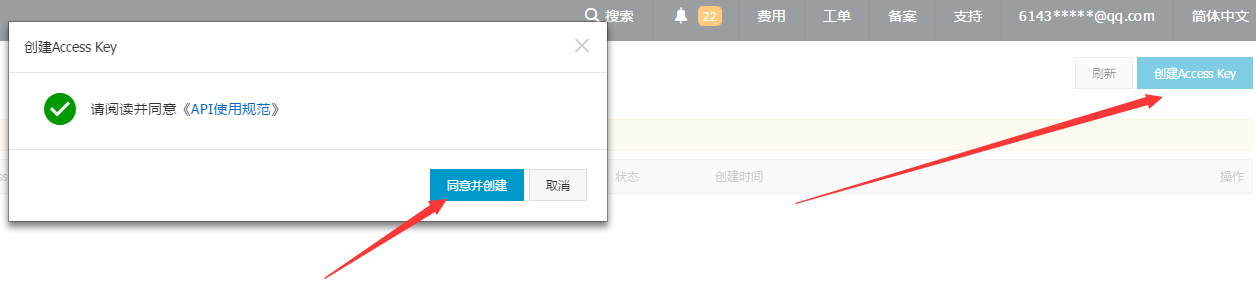 搜索 22 费用 工单 备案 支持 6143*****@qq.com 简体中文
创建Access Key
刷新 创建Access Key
请阅读并同意《API使用规范》
状态 创建时间 操作
同意并创建 取消